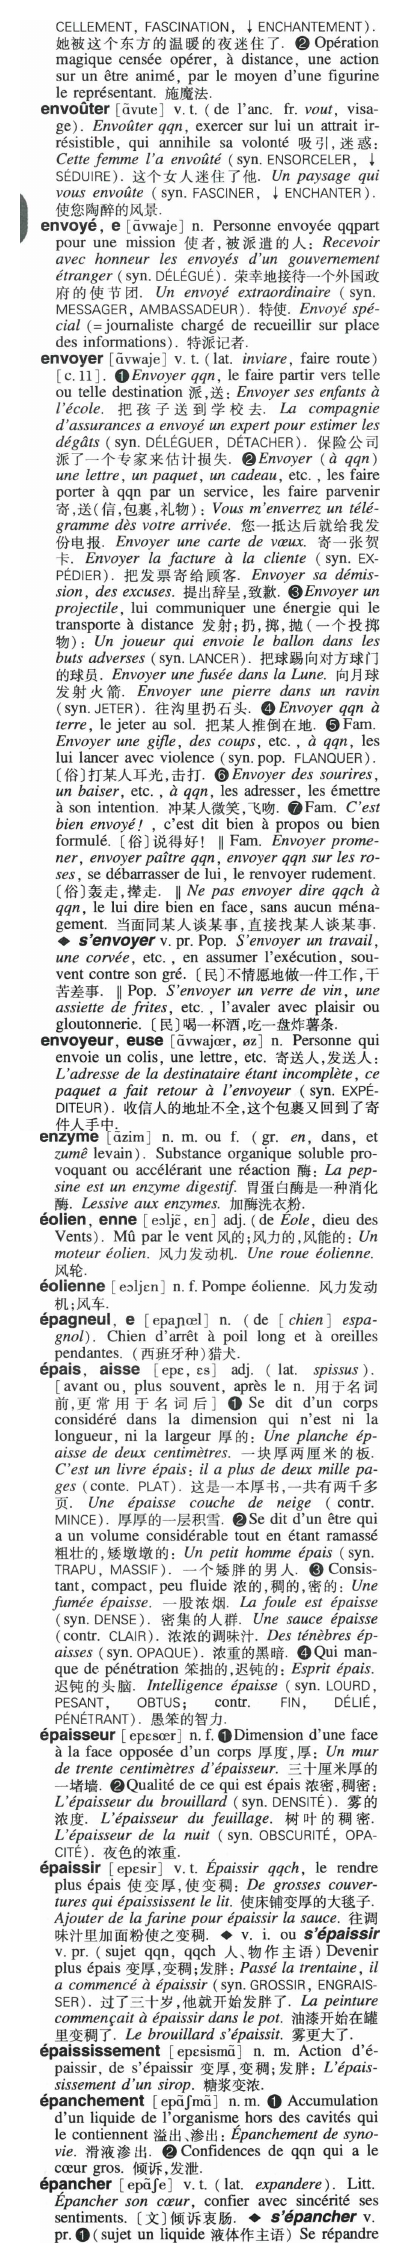 CELLEMENT, FASCINATION, ↓ ENCHANTEMENT).
她被这个东方的温暖的夜迷住了. ❷ Opération
magique censée opérer, à distance, une action
sur un être animé, par le moyen d'une figurine
le représentant. 施魔法.
envoûter [ãvute] v. t. (de l'anc. fr. vout, visa-
ge). Envoûter qqn, exercer sur lui un attrait ir-
résistible, qui annihile sa volonté 吸引,迷惑:
Cette femme l'a envoûté (syn. ENSORCELER, ↓
SÉDUIRE). 这个女人迷住了他. Un paysage qui
vous envoûte (syn. FASCINER, ↓ ENCHANTER).
使您陶醉的风景.
envoyé, e [ãvwaje] n. Personne envoyée qqpart
pour une mission 使者,被派遣的人: Recevoir
avec honneur les envoyés d'un gouvernement
étranger (syn. DÉLÉGUÉ). 荣幸地接待一个外国政
府的使节团. Un envoyé extraordinaire (syn.
MESSAGER, AMBASSADEUR). 特使. Envoyé spé-
cial (= journaliste chargé de recueillir sur place
des informations). 特派记者.
envoyer [ãvwaje] v. t. (lat. inviare, faire route)
[c. 11]. ❶ Envoyer qqn, le faire partir vers telle
ou telle destination 派,送: Envoyer ses enfants à
l'école. 把孩子送到学校去. La compagnie
d'assurances a envoyé un expert pour estimer les
dégâts (syn. DÉLÉGUER, DÉTACHER). 保险公司
派了一个专家来估计损失. ❷ Envoyer (à qqn)
une lettre, un paquet, un cadeau, etc., les faire
porter à qqn par un service, les faire parvenir
寄,送(信,包裹,礼物): Vous m'enverrez un télé-
gramme dès votre arrivée. 您一抵达后就给我发
份电报. Envoyer une carte de vœux. 寄一张贺
卡. Envoyer la facture à la cliente (syn. EX-
PÉDIER). 把发票寄给顾客. Envoyer sa démis-
sion, des excuses. 提出辞呈,致歉. ❸ Envoyer un
projectile, lui communiquer une énergie qui le
transporte à distance 发射;扔,掷,抛(一个投掷
物): Un joueur qui envoie le ballon dans les
buts adverses (syn. LANCER). 把球踢向对方球门
的球员. Envoyer une fusée dans la Lune. 向月球
发射火箭. Envoyer une pierre dans un ravin
(syn. JETER). 往沟里扔石头. ❹ Envoyer qqn à
terre, le jeter au sol. 把某人推倒在地. ❺ Fam.
Envoyer une gifle, des coups, etc., à qqn, les
lui lancer avec violence (syn. pop. FLANQUER).
〔俗〕打某人耳光,击打. ❻ Envoyer des sourires,
un baiser, etc., à qqn, les adresser, les émettre
à son intention. 冲某人微笑,飞吻. ❼ Fam. C'est
bien envoyé!, c'est dit bien à propos ou bien
formulé. 〔俗〕说得好! ‖ Fam. Envoyer prome-
ner, envoyer paître qqn, envoyer qqn sur les ro-
ses, se débarrasser de lui, le renvoyer rudement.
〔俗〕轰走,撵走. ‖ Ne pas envoyer dire qqch à
qqn, le lui dire bien en face, sans aucun ména-
gement. 当面同某人谈某事,直接找某人谈某事.
◆ s'envoyer v. pr. Pop. S'envoyer un travail,
une corvée, etc., en assumer l'exécution, sou-
vent contre son gré. 〔民〕不情愿地做一件工作,干
苦差事. ‖ Pop. S'envoyer un verre de vin, une
assiette de frites, etc., l'avaler avec plaisir ou
gloutonnerie. 〔民〕喝一杯酒,吃一盘炸薯条.
envoyeur, euse [ãvwajœr, øz] n. Personne qui
envoie un colis, une lettre, etc. 寄送人,发送人:
L'adresse de la destinataire étant incomplète, ce
paquet a fait retour à l'envoyeur (syn. EXPÉ-
DITEUR). 收信人的地址不全,这个包裹又回到了寄
件人手中.
enzyme [ãzim] n. m. ou f. (gr. en, dans, et
zumê levain). Substance organique soluble pro-
voquant ou accélérant une réaction 酶: La pep-
sine est un enzyme digestif. 胃蛋白酶是一种消化
酶. Lessive aux enzymes. 加酶洗衣粉.
éolien, enne [eɔljɛ̃, ɛn] adj. (de Éole, dieu des
Vents). Mû par le vent 风的;风力的,风能的: Un
moteur éolien. 风力发动机. Une roue éolienne.
风轮.
éolienne [eɔljɛn] n. f. Pompe éolienne. 风力发动
机;风车.
épagneul, e [epaɲœl] n. (de [chien] espa-
gnol). Chien d'arrêt à poil long et à oreilles
pendantes. (西班牙种)猎犬.
épais, aisse [epɛ, ɛs] adj. (lat. spissus).
[avant ou, plus souvent, après le n. 用于名词
前,更常用于名词后] ❶ Se dit d'un corps
considéré dans la dimension qui n'est ni la
longueur, ni la largeur 厚的: Une planche ép-
aisse de deux centimètres. 一块厚两厘米的板.
C'est un livre épais: il a plus de deux mille pa-
ges (conte. PLAT). 这是一本厚书,一共有两千多
页. Une épaisse couche de neige (contr.
MINCE). 厚厚的一层积雪. ❷ Se dit d'un être qui
a un volume considérable tout en étant ramassé
粗壮的,矮墩墩的: Un petit homme épais (syn.
TRAPU, MASSIF). 一个矮胖的男人. ❸ Consis-
tant, compact, peu fluide 浓的,稠的,密的: Une
fumée épaisse. 一股浓烟. La foule est épaisse
(syn. DENSE). 密集的人群. Une sauce épaisse
(contr. CLAIR). 浓浓的调味汁. Des ténèbres ép-
aisses (syn. OPAQUE). 浓重的黑暗. ❹ Qui man-
que de pénétration 笨拙的,迟钝的: Esprit épais.
迟钝的头脑. Intelligence épaisse (syn. LOURD,
PESANT, OBTUS; contr. FIN, DÉLIÉ,
PÉNÉTRANT). 愚笨的智力.
épaisseur [epɛsœr] n. f. ❶ Dimension d'une face
à la face opposée d'un corps 厚度,厚: Un mur
de trente centimètres d'épaisseur. 三十厘米厚的
一堵墙. ❷ Qualité de ce qui est épais 浓密,稠密:
L'épaisseur du brouillard (syn. DENSITÉ). 雾的
浓度. L'épaisseur du feuillage. 树叶的稠密.
L'épaisseur de la nuit (syn. OBSCURITÉ, OPA-
CITÉ). 夜色的浓重.
épaissir [epɛsir] v. t. Épaissir qqch, le rendre
plus épais 使变厚,使变稠: De grosses couver-
tures qui épaississent le lit. 使床铺变厚的大毯子.
Ajouter de la farine pour épaissir la sauce. 往调
味汁里加面粉使之变稠. ◆ v. i. ou s'épaissir
v. pr. (sujet qqn, qqch 人、物作主语) Devenir
plus épais 变厚,变稠;发胖: Passé la trentaine, il
a commencé à épaissir (syn. GROSSIR, ENGRAIS-
SER). 过了三十岁,他就开始发胖了. La peinture
commençait à épaissir dans le pot. 油漆开始在罐
里变稠了. Le brouillard s'épaissit. 雾更大了.
épaississement [epɛsismã] n. m. Action d'é-
paissir, de s'épaissir 变厚,变稠;发胖: L'épais-
sissement d'un sirop. 糖浆变浓.
épanchement [epãʃmã] n. m. ❶ Accumulation
d'un liquide de l'organisme hors des cavités qui
le contiennent 溢出、渗出: Épanchement de syno-
vie. 滑液渗出. ❷ Confidences de qqn qui a le
cœur gros. 倾诉,发泄.
épancher [epãʃe] v. t. (lat. expandere). Litt.
Épancher son cœur, confier avec sincérité ses
sentiments. 〔文〕倾诉衷肠. ◆ s'épancher v.
pr. ❶ (sujet un liquide 液体作主语) Se répandre